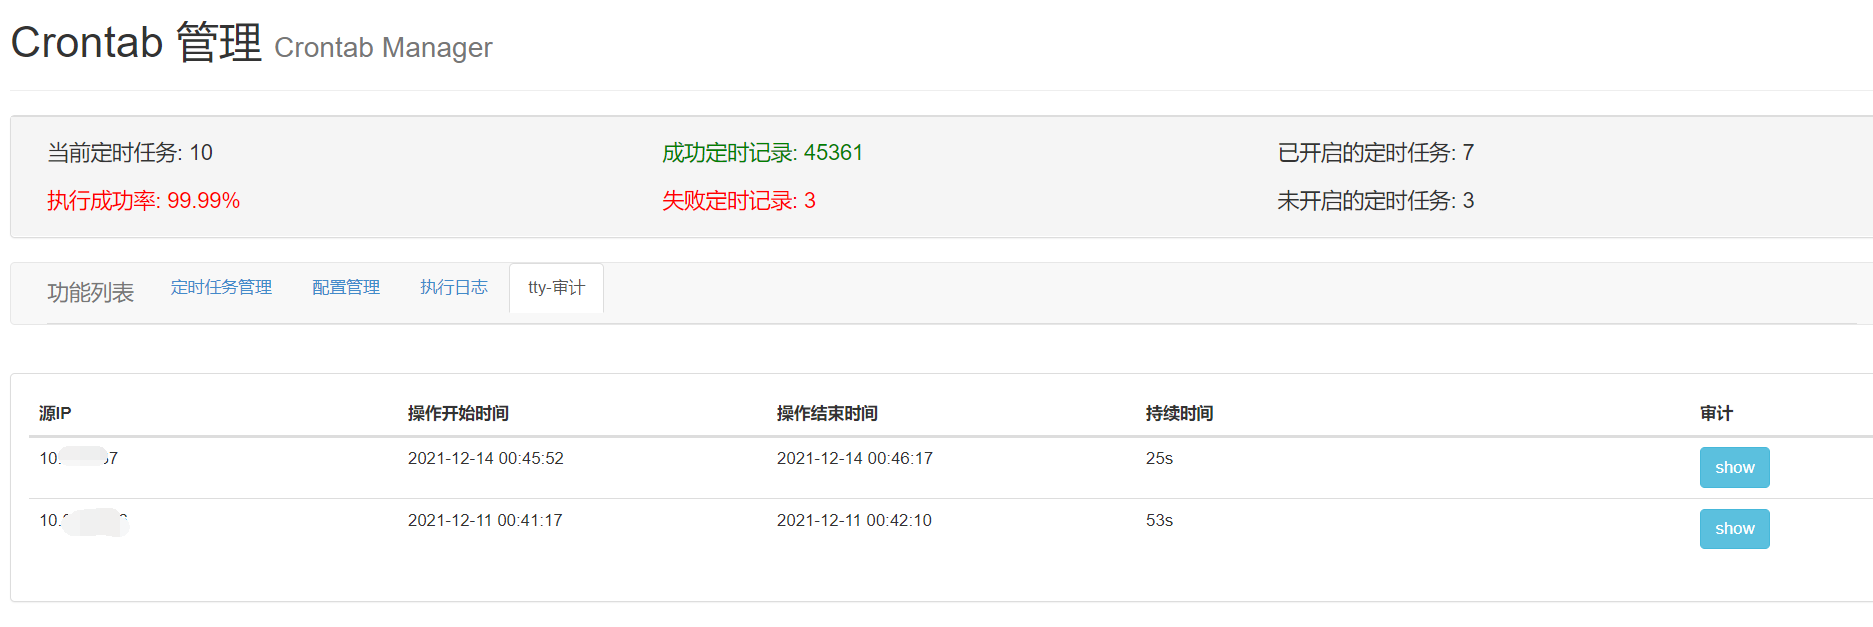 Crontab 管理 Crontab Manager
当前定时任务: 10 成功定时记录: 45361 已开启的定时任务: 7
执行成功率: 99.99% 失败定时记录: 3 未开启的定时任务: 3
功能列表 定时任务管理 配置管理 执行日志 tty-审计
源IP 操作开始时间 操作结束时间 持续时间 审计
10. 7 2021-12-14 00:45:52 2021-12-14 00:46:17 25s show
10. 2021-12-11 00:41:17 2021-12-11 00:42:10 53s show